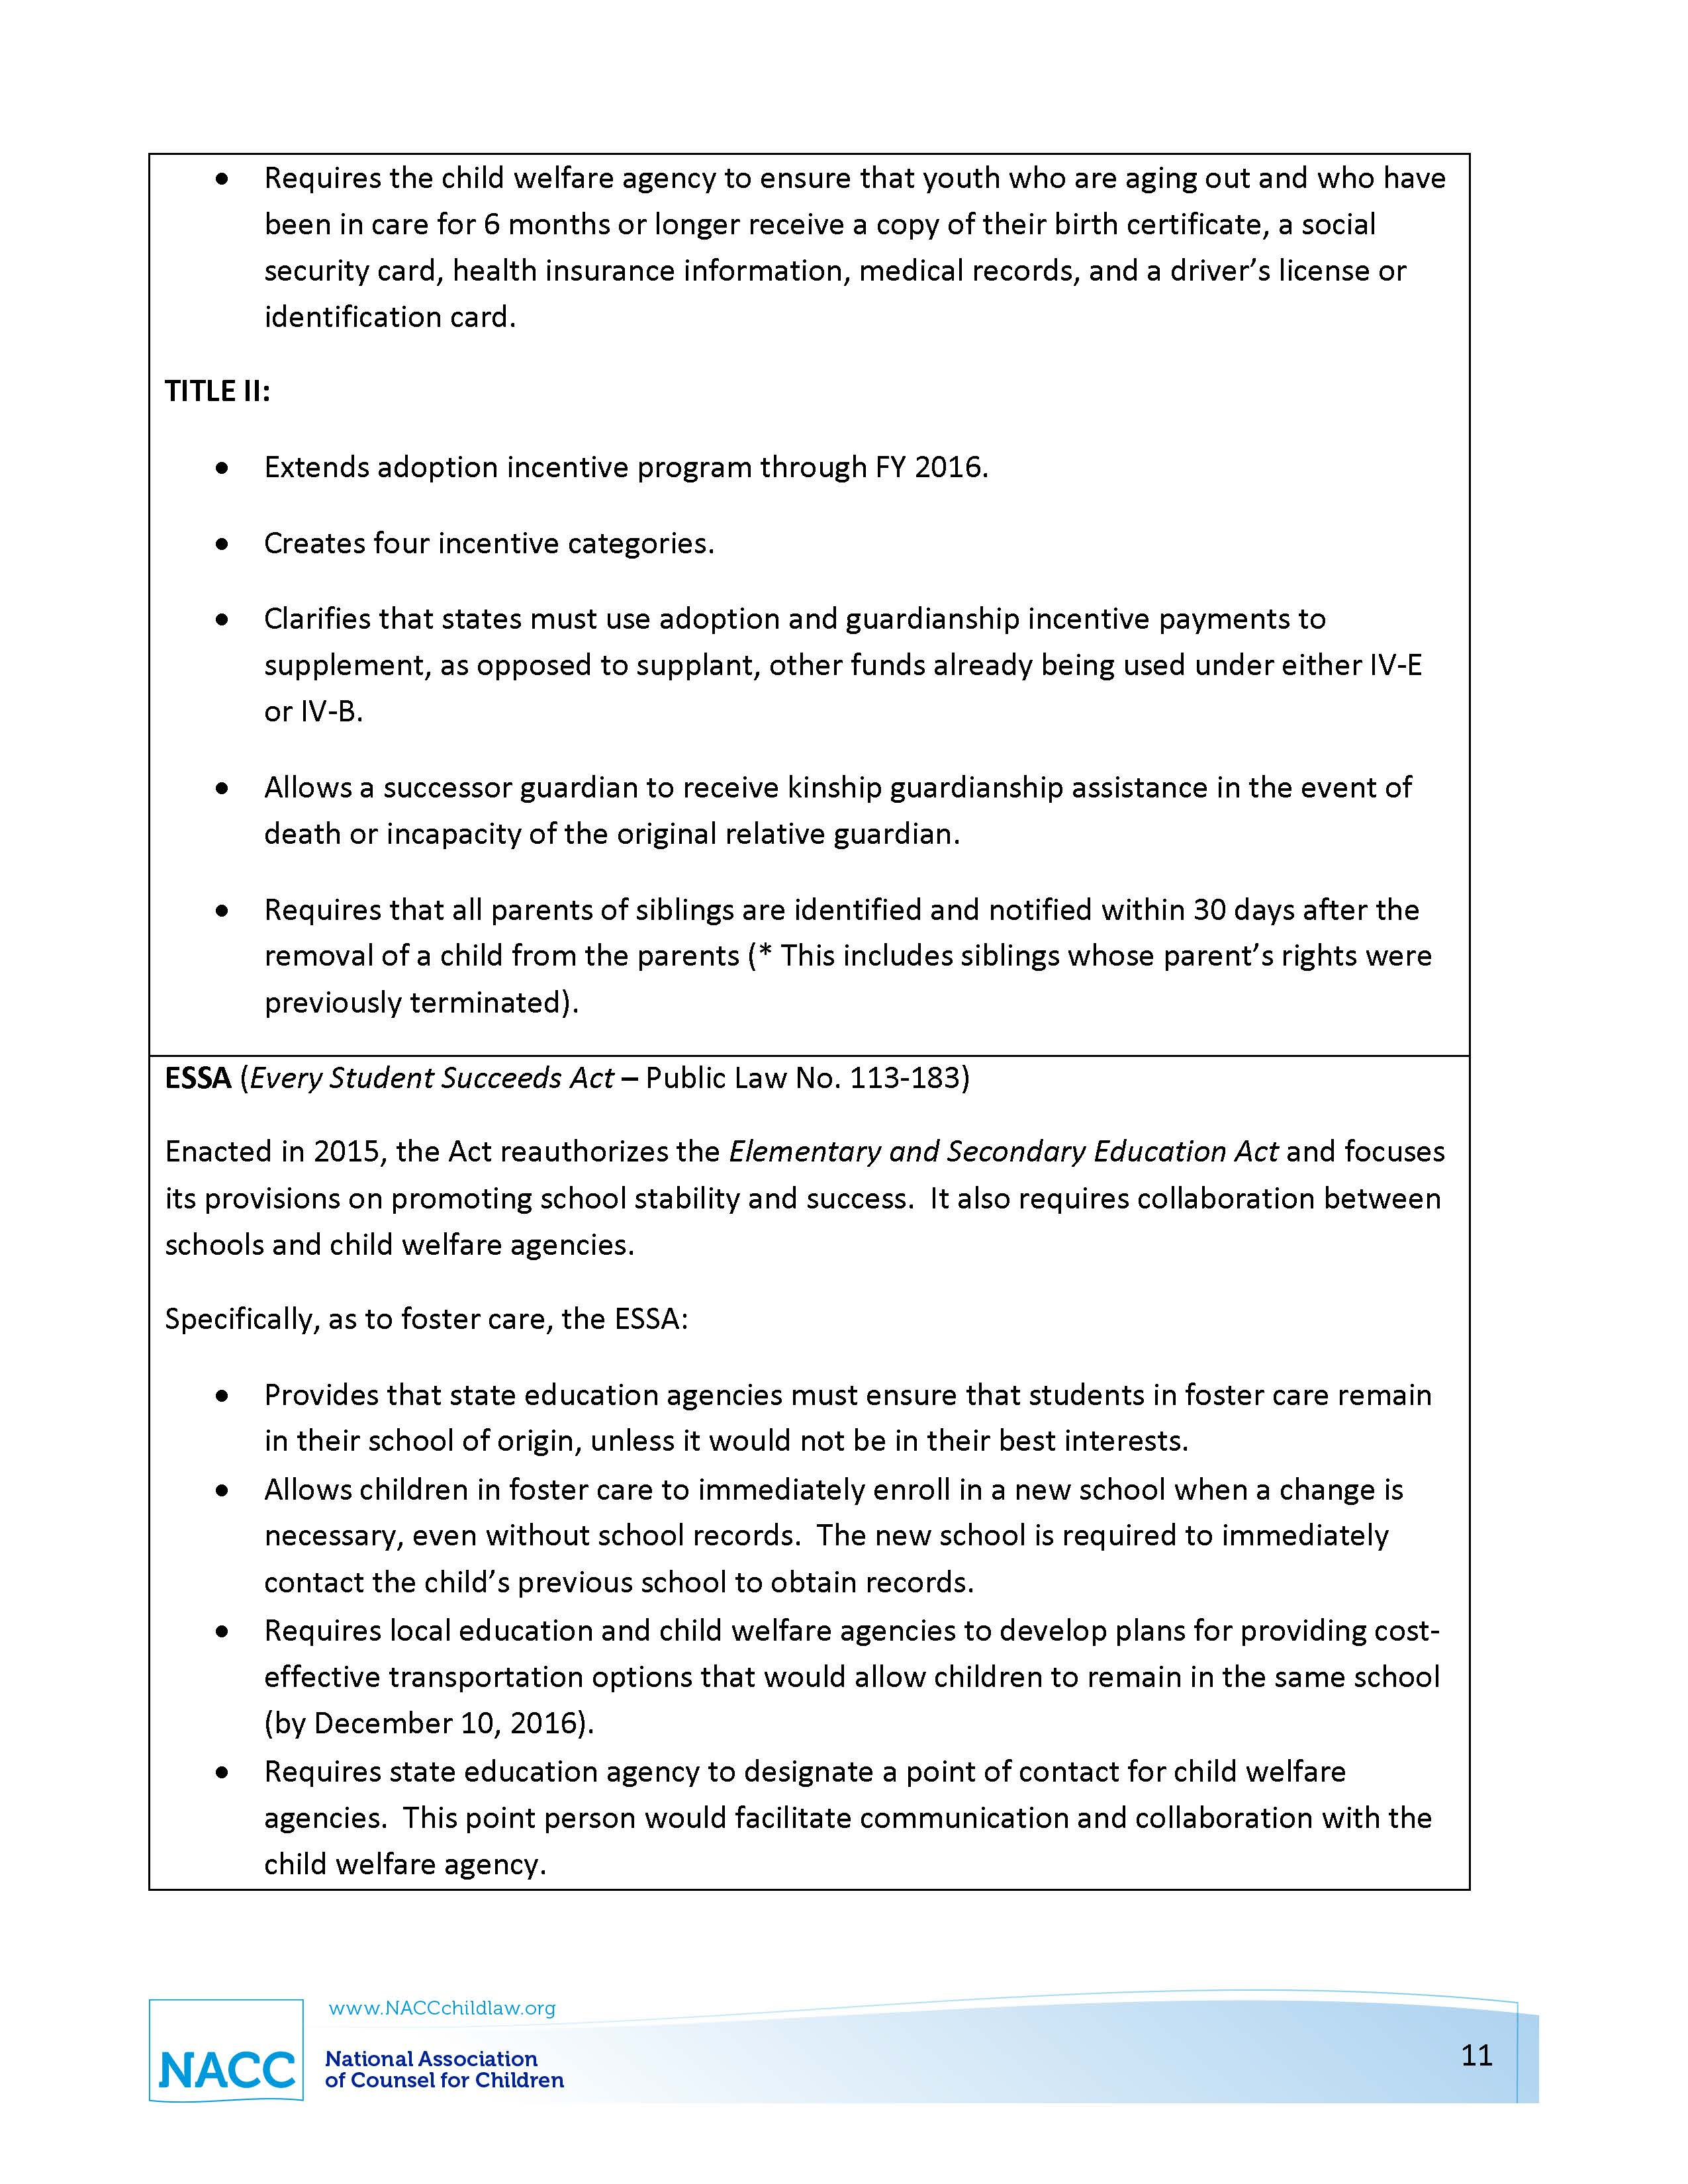 • Requires the child welfare agency to ensure that youth who are aging out and who have
been in care for 6 months or longer receive a copy of their birth certificate, a social
security card, health insurance information, medical records, and a driver’s license or
identification card.
TITLE II:
• Extends adoption incentive program through FY 2016.
• Creates four incentive categories.
• Clarifies that states must use adoption and guardianship incentive payments to
supplement, as opposed to supplant, other funds already being used under either IV-E
or IV-B.
• Allows a successor guardian to receive kinship guardianship assistance in the event of
death or incapacity of the original relative guardian.
• Requires that all parents of siblings are identified and notified within 30 days after the
removal of a child from the parents (* This includes siblings whose parent’s rights were
previously terminated).
ESSA (Every Student Succeeds Act – Public Law No. 113-183)
Enacted in 2015, the Act reauthorizes the Elementary and Secondary Education Act and focuses
its provisions on promoting school stability and success. It also requires collaboration between
schools and child welfare agencies.
Specifically, as to foster care, the ESSA:
• Provides that state education agencies must ensure that students in foster care remain
in their school of origin, unless it would not be in their best interests.
• Allows children in foster care to immediately enroll in a new school when a change is
necessary, even without school records. The new school is required to immediately
contact the child’s previous school to obtain records.
• Requires local education and child welfare agencies to develop plans for providing cost-
effective transportation options that would allow children to remain in the same school
(by December 10, 2016).
• Requires state education agency to designate a point of contact for child welfare
agencies. This point person would facilitate communication and collaboration with the
child welfare agency.
www.NACCchildlaw.org
NACC
National Association
of Counsel for Children
11